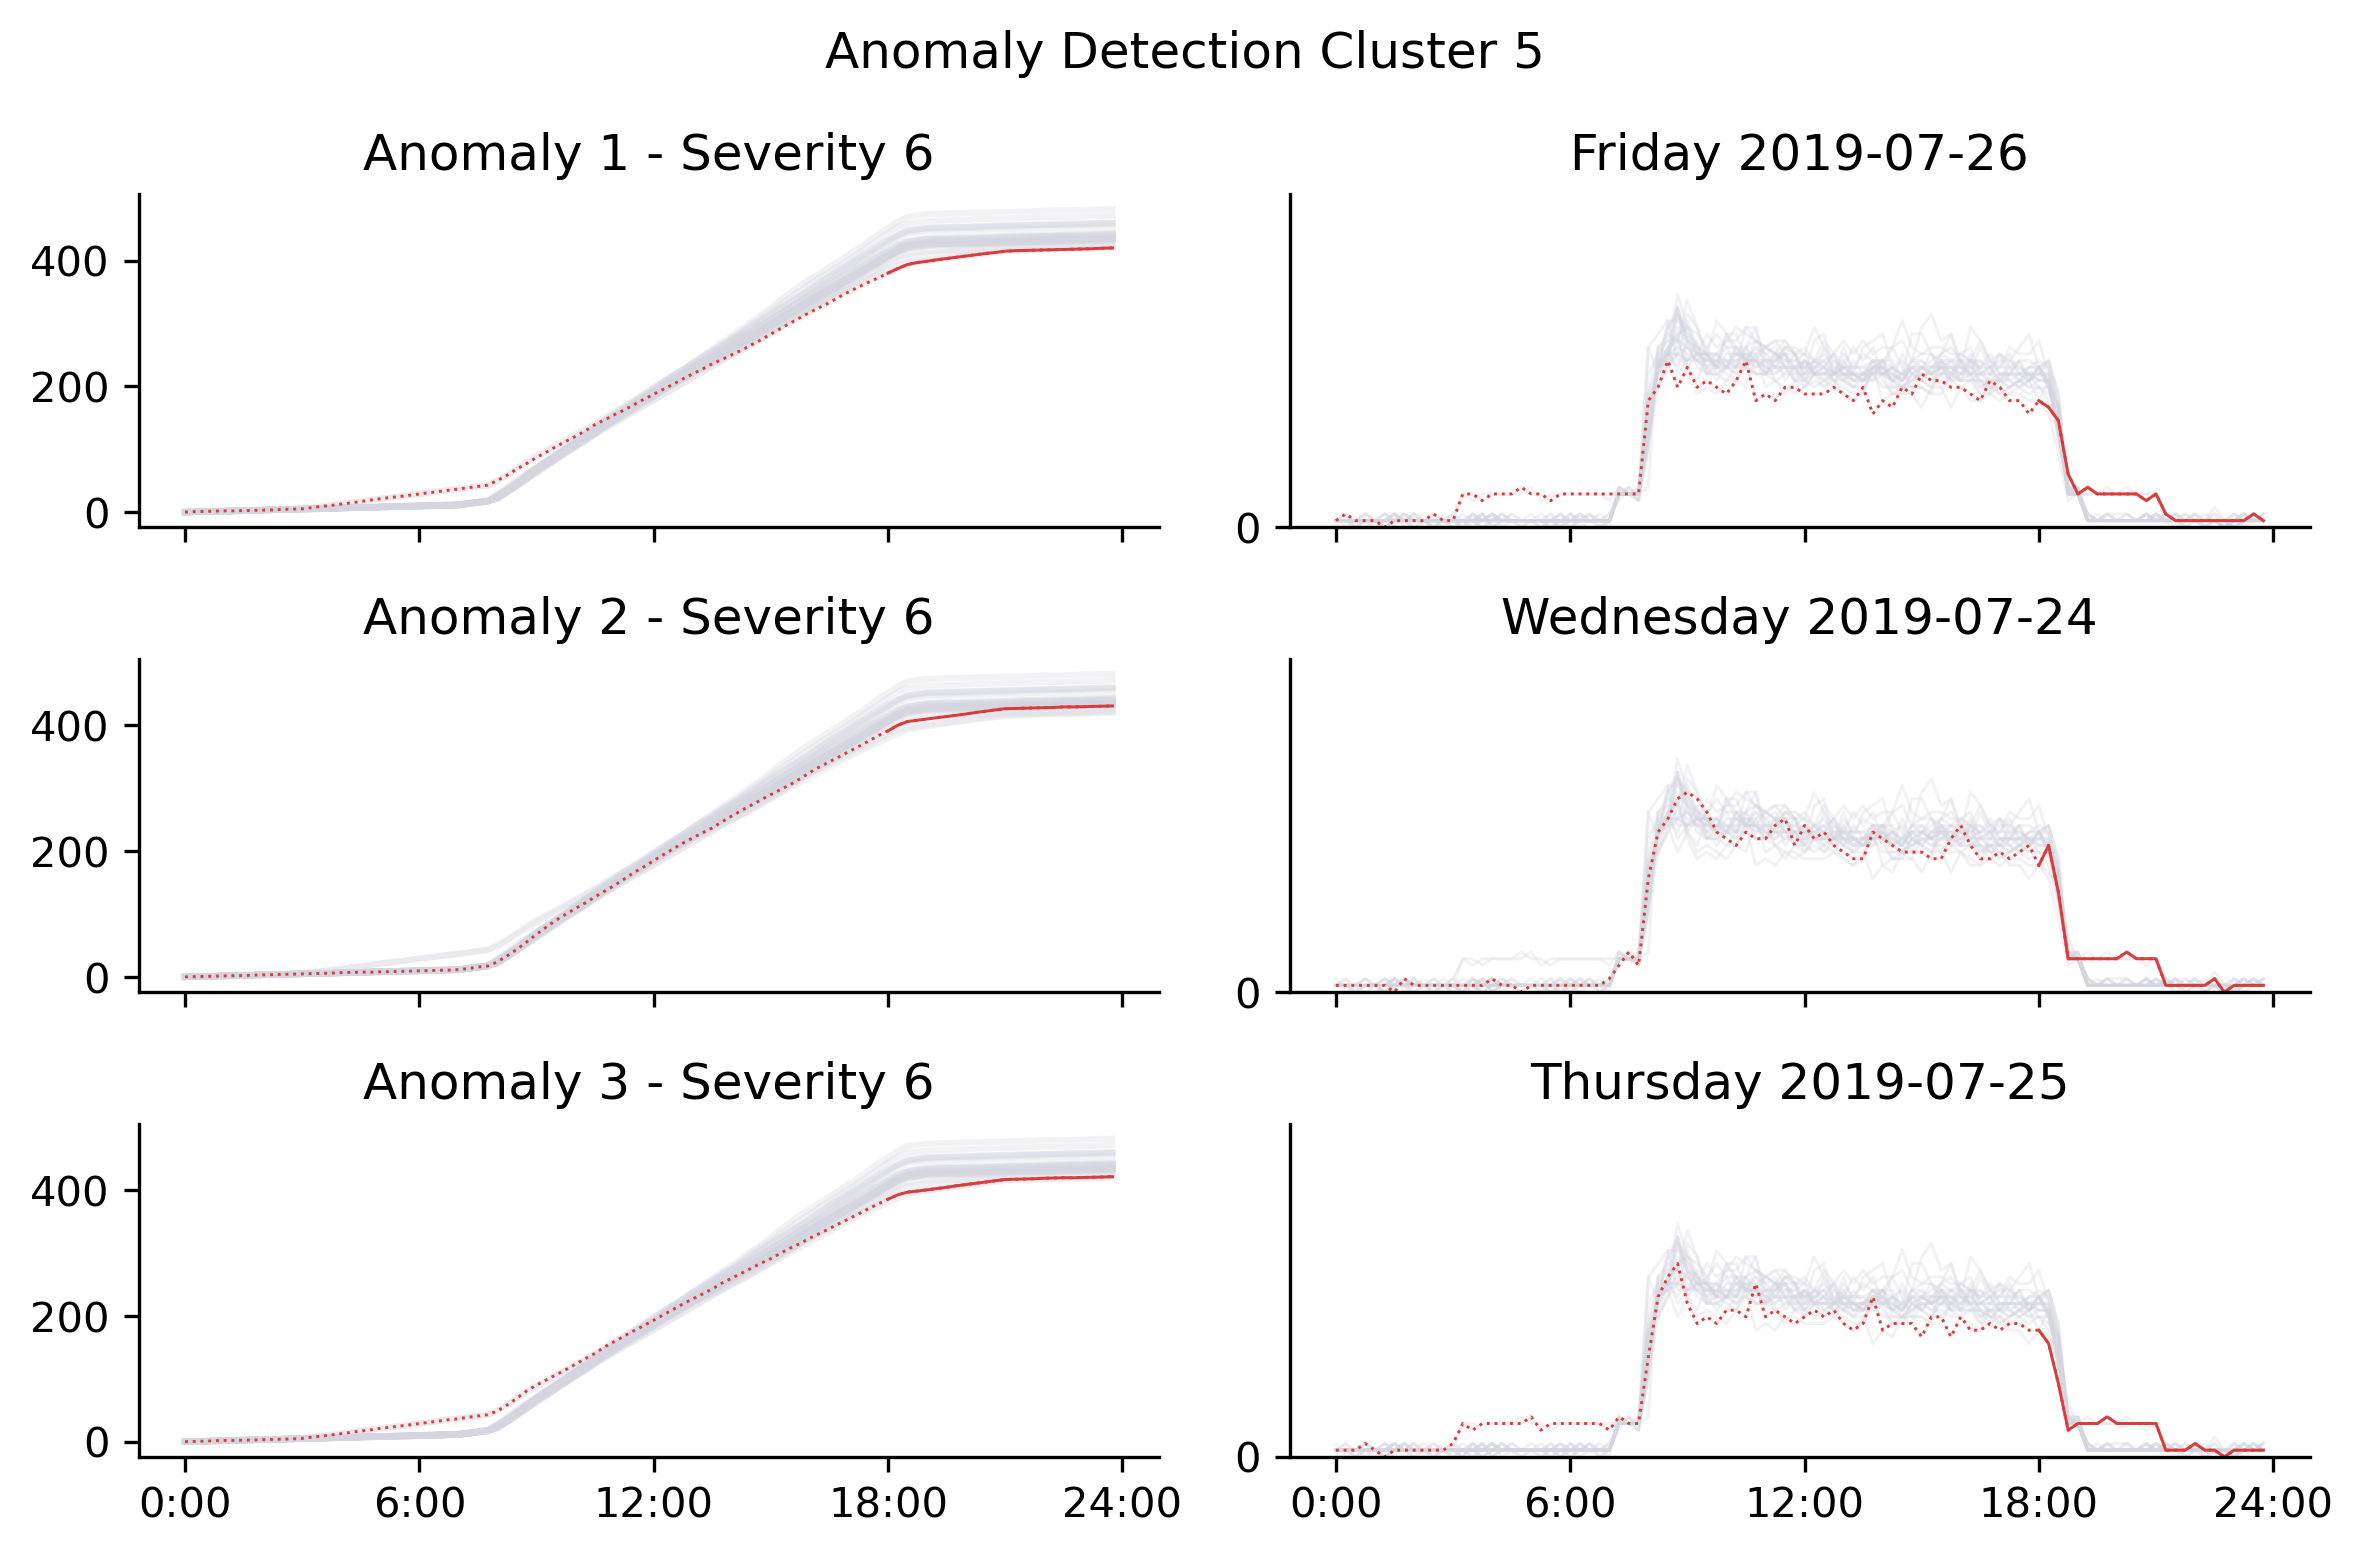 Anomaly Detection Cluster 5
Anomaly 1 - Severity 6
Friday 2019-07-26
400
200
0
0
Anomaly 2 - Severity 6
Wednesday 2019-07-24
400
200
0
0
Anomaly 3 - Severity 6
Thursday 2019-07-25
400
200
0
0
0:00 6:00 12:00 18:00 24:00
0:00 6:00 12:00 18:00 24:00